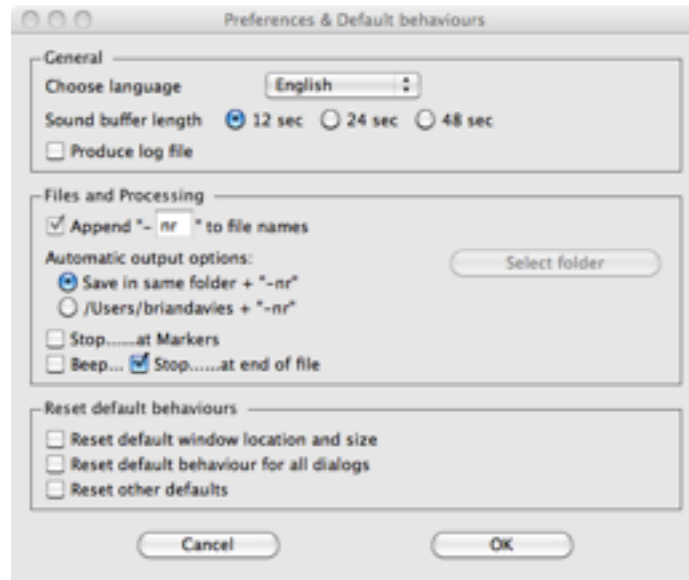 Preferences & Default behaviours
General
Choose language English
Sound buffer length 12 sec 24 sec 48 sec
Produce log file
Files and Processing
Append "- nr " to file names
Automatic output options: Select folder
Save in same folder + "-nr"
/Users/briandavies + "-nr"
Stop......at Markers
Beep... Stop......at end of file
Reset default behaviours
Reset default window location and size
Reset default behaviour for all dialogs
Reset other defaults
Cancel OK